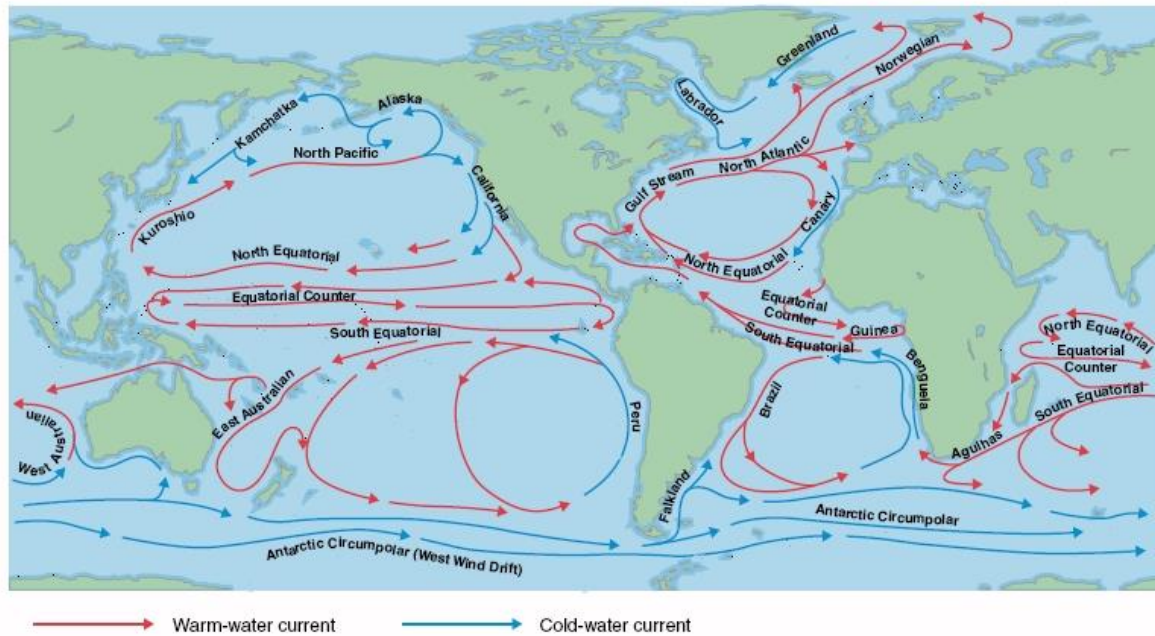 Greenland
Norwegian
Labrador
Alaska
Kamchatka
North Pacific
North Atlantic
Gulf Stream
California
Canary
Kuroshio
North Equatorial
North Equatorial
Equatorial Counter
Equatorial
Counter
Guinea
South Equatorial
South Equatorial
North Equatorial
Equatorial
Counter
South Equatorial
East Australian
West Australian
Peru
Brazil
Benguela
Agulhas
Falkland
Antarctic Circumpolar
Antarctic Circumpolar (West Wind Drift)
Warm-water current
Cold-water current